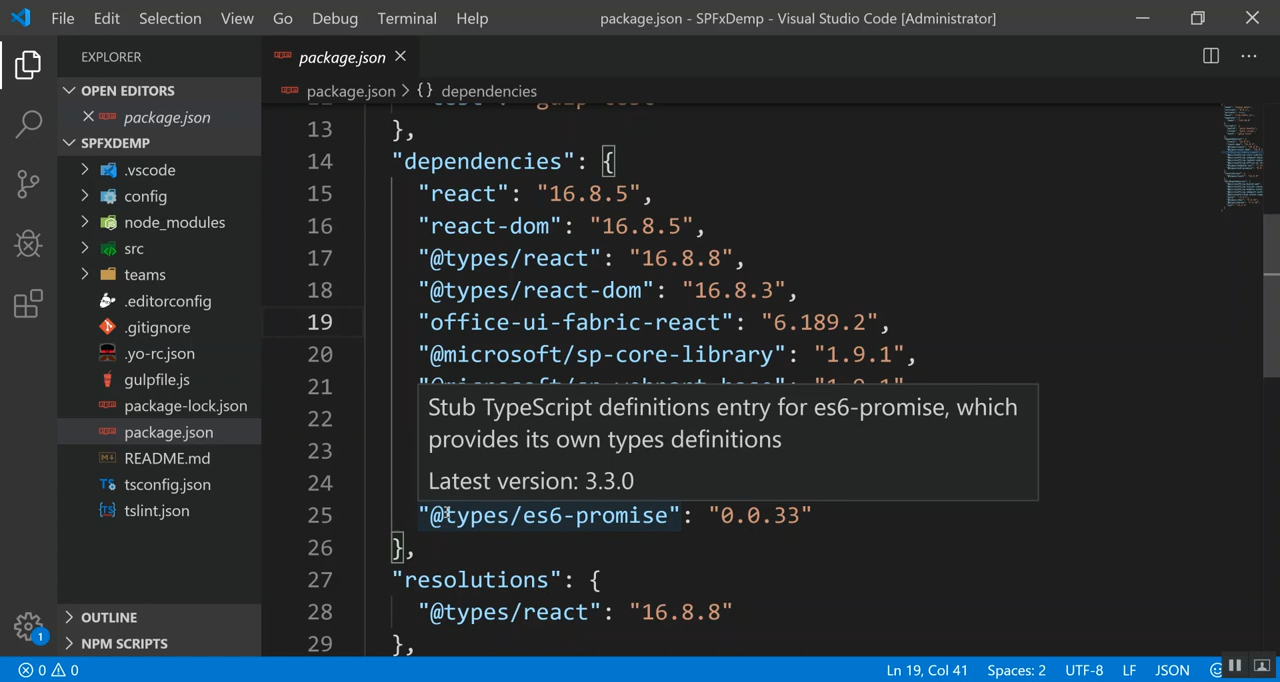 File Edit Selection View Go Debug Terminal Help
package.json - SPFxDemp - Visual Studio Code [Administrator]
EXPLORER
OPEN EDITORS
package.json
SPFXDEMP
.vscode
config
node_modules
src
teams
.editorconfig
.gitignore
.yo-rc.json
gulpfile.js
package-lock.json
package.json
README.md
tsconfig.json
tslint.json
OUTLINE
NPM SCRIPTS
1
package.json
package.json > {} dependencies
13 },
14 "dependencies": {
15 "react": "16.8.5",
16 "react-dom": "16.8.5",
17 "@types/react": "16.8.8",
18 "@types/react-dom": "16.8.3",
19 "office-ui-fabric-react": "6.189.2",
20 "@microsoft/sp-core-library": "1.9.1",
21
22
23
24
Stub TypeScript definitions entry for es6-promise, which
provides its own types definitions
Latest version: 3.3.0
25 "@types/es6-promise": "0.0.33"
26 },
27 "resolutions": {
28 "@types/react": "16.8.8"
29 },
0 0
Ln 19, Col 41 Spaces: 2 UTF-8 LF JSON